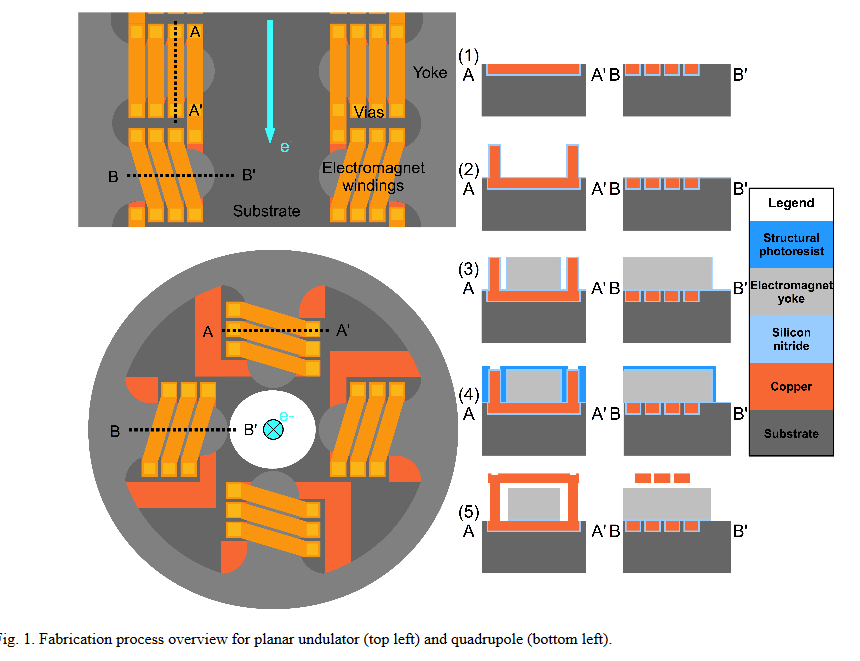 A
A'
Yoke
Vias
e
B
B'
Electromagnet
windings
Substrate
A
A'
B
B'
e-
(1)
A
A'
B
B'
(2)
A
A'
B
B'
(3)
A
A'
B
B'
(4)
A
A'
B
B'
(5)
A
A'
B
B'
Legend
Structural
photoresist
Electromagnet
yoke
Silicon
nitride
Copper
Substrate
ig. 1. Fabrication process overview for planar undulator (top left) and quadrupole (bottom left).